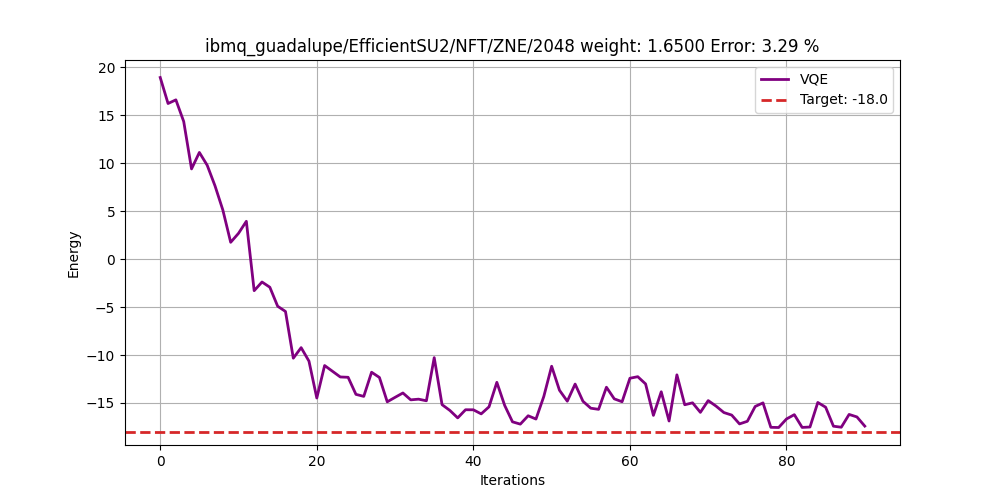 ibmq_guadalupe/EfficientSU2/NFT/ZNE/2048 weight: 1.6500 Error: 3.29 %
VQE
Target: -18.0
20
15
10
5
0
−5
−10
−15
Energy
0 20 40 60 80
Iterations